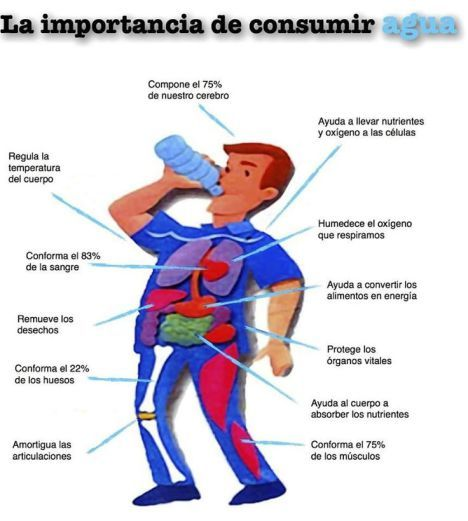 La importancia de consumir agua
Compone el 75%
de nuestro cerebro
Ayuda a llevar nutrientes
y oxígeno a las células
Regula la
temperatura
del cuerpo
Humedece el oxígeno
que respiramos
Conforma el 83%
de la sangre
Ayuda a convertir los
alimentos en energía
Remueve los
desechos
Protege los
órganos vitales
Conforma el 22%
de los huesos
Ayuda al cuerpo a
absorber los nutrientes
Amortigua las
articulaciones
Conforma el 75%
de los músculos